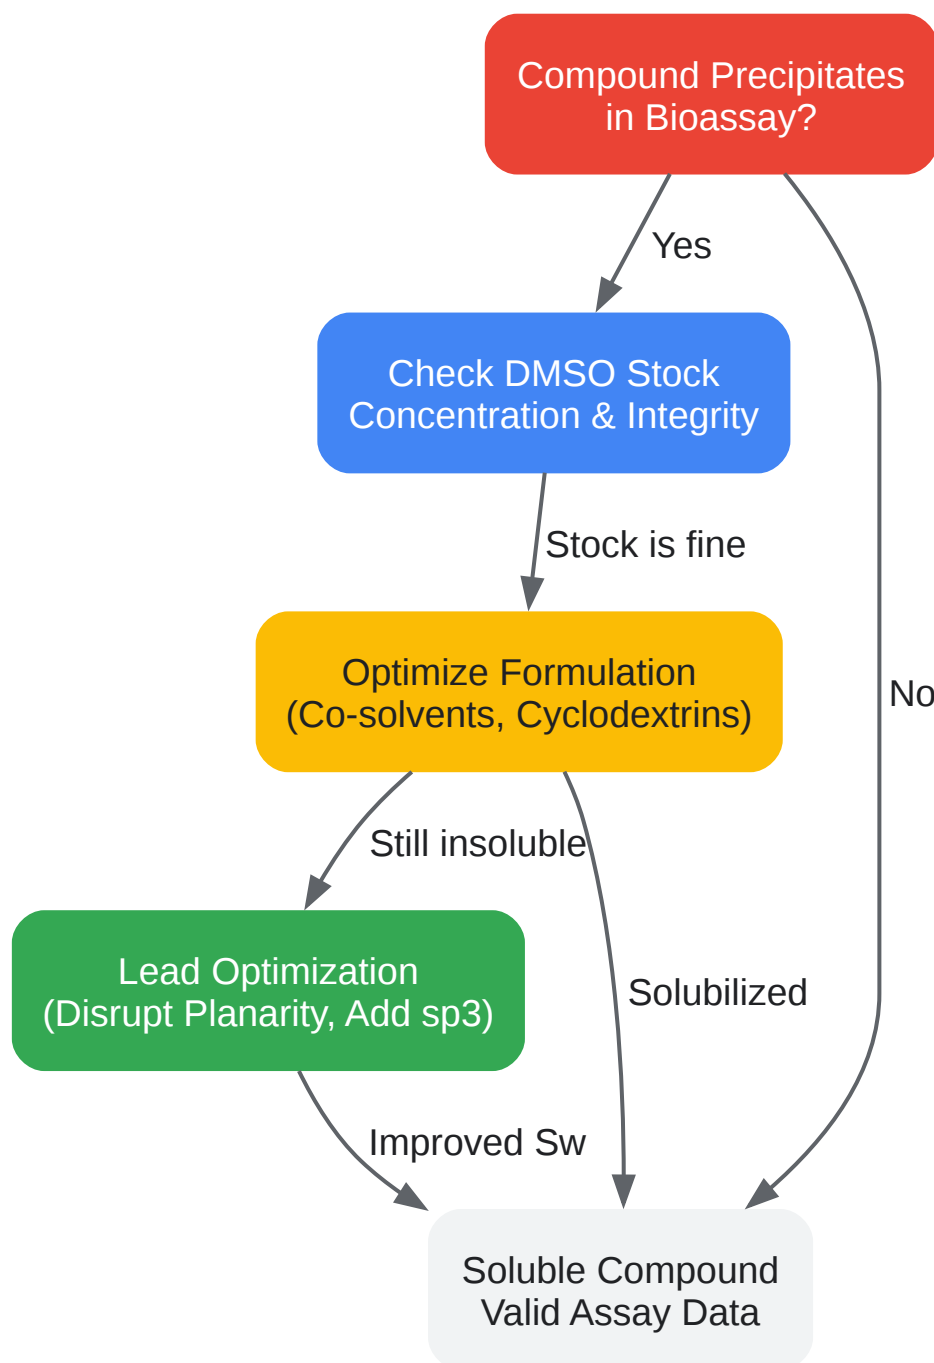 Compound Precipitates
in Bioassay?
Yes
Check DMSO Stock
Concentration & Integrity
Stock is fine
Optimize Formulation
(Co-solvents, Cyclodextrins)
No
Still insoluble
Lead Optimization
(Disrupt Planarity, Add sp3)
Solubilized
Improved Sw
Soluble Compound
Valid Assay Data